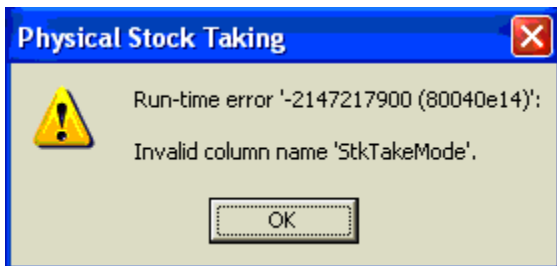 Physical Stock Taking
Run-time error '-2147217900 (80040e14)':
Invalid column name 'StkTakeMode'.
OK